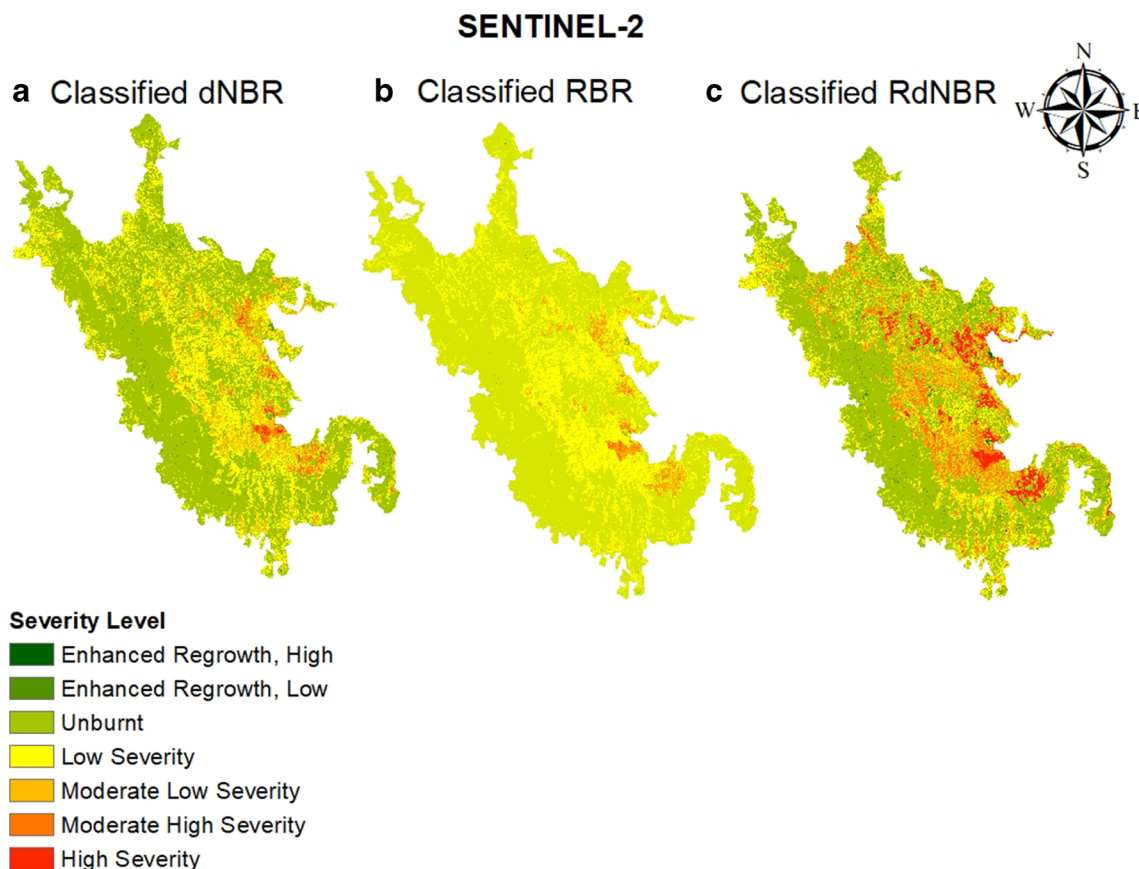 SENTINEL-2
a Classified dNBR
b Classified RBR
c Classified RdNBR
N
W E
S
Severity Level
Enhanced Regrowth, High
Enhanced Regrowth, Low
Unburnt
Low Severity
Moderate Low Severity
Moderate High Severity
High Severity